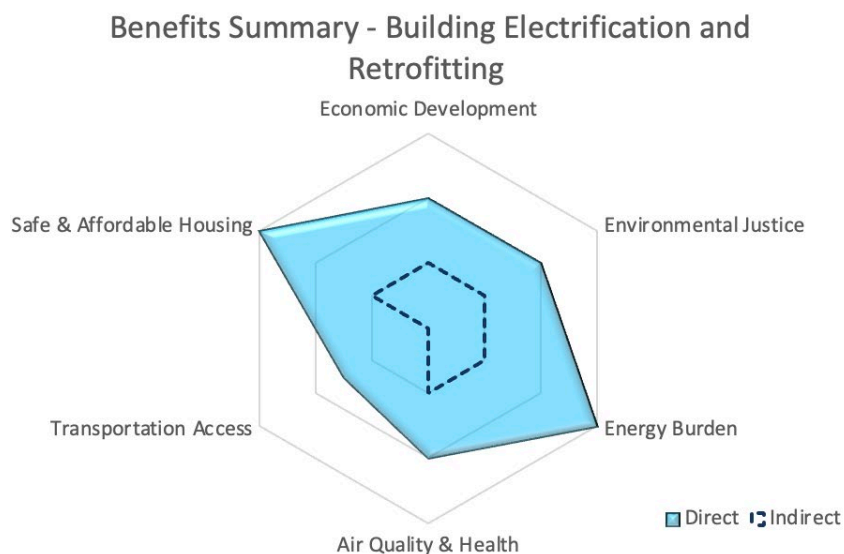 Benefits Summary - Building Electrification and
Retrofitting
Economic Development
Safe & Affordable Housing
Environmental Justice
Transportation Access
Energy Burden
Direct
Indirect
Air Quality & Health